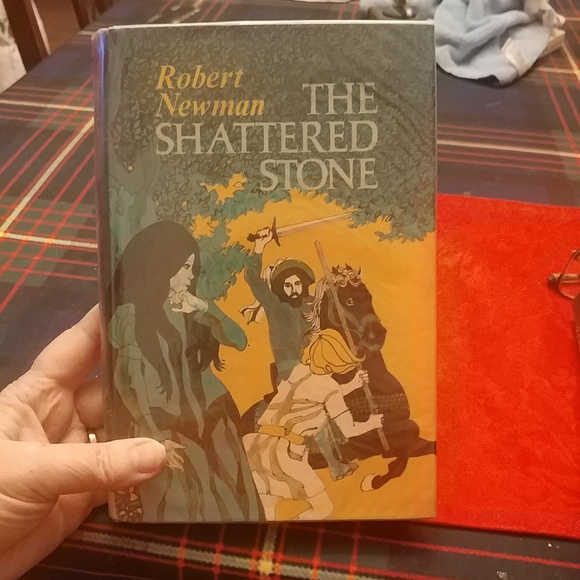 Robert
Newman
THE
SHATTERED
STONE